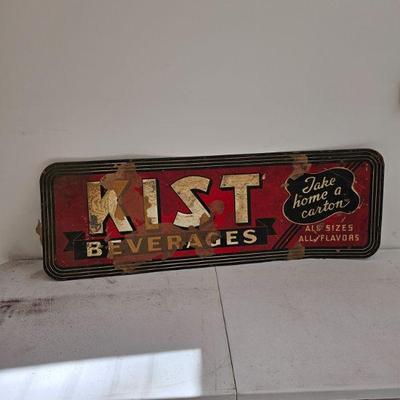 KIST
BEVERAGES
Take
home a
carton
ALL SIZES
ALL FLAVORS